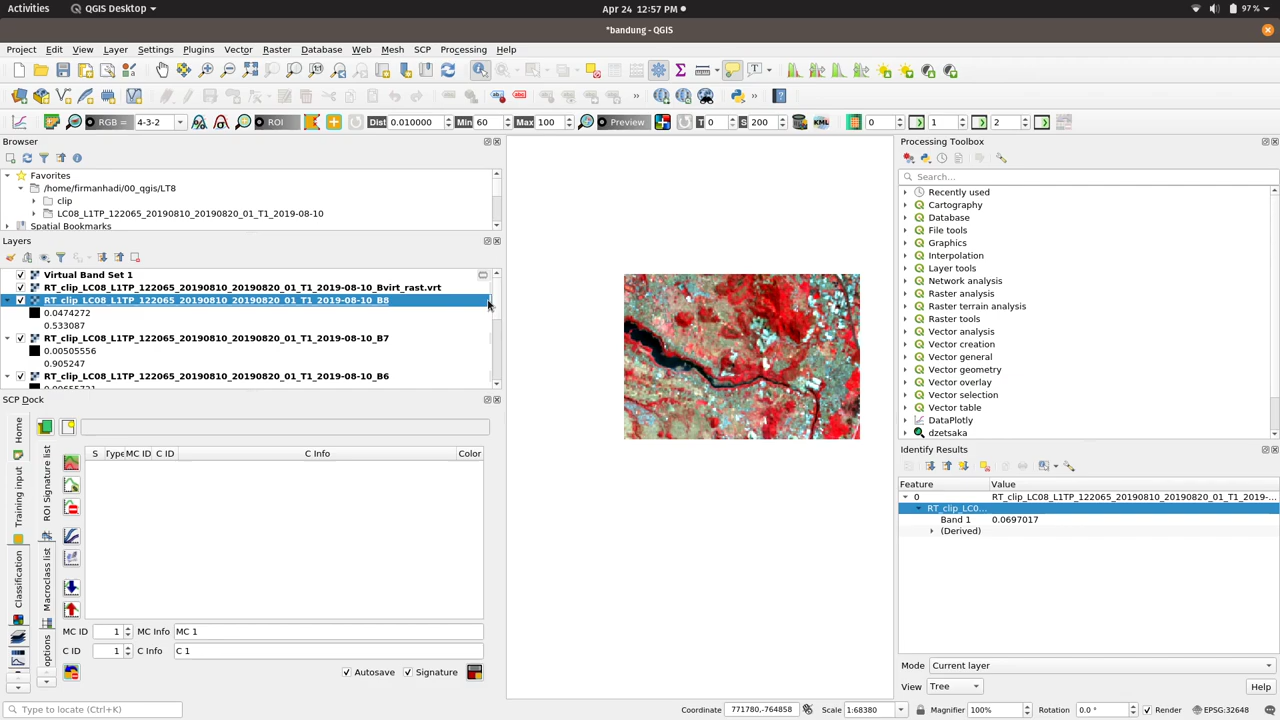 Activities QGIS Desktop Apr 24 12:57 PM 97 %
*bandung - QGIS
Project Edit View Layer Settings Plugins Vector Raster Database Web Mesh SCP Processing Help
RGB = 4-3-2 ROI Dist 0.010000 Min 60 Max 100 Preview T 0 S 200 KML 0 1 2
Browser
Favorites
/home/firmanhadi/00_qgis/LT8
clip
LC08_L1TP_122065_20190810_20190820_01_T1_2019-08-10
Spatial Bookmarks
Layers
Virtual Band Set 1
RT_clip_LC08_L1TP_122065_20190810_20190820_01_T1_2019-08-10_Bvirt_rast.vrt
RT_clip_LC08_L1TP_122065_20190810_20190820_01_T1_2019-08-10_B8
0.0474272
0.533087
RT_clip_LC08_L1TP_122065_20190810_20190820_01_T1_2019-08-10_B7
0.00505556
0.905247
RT_clip_LC08_L1TP_122065_20190810_20190820_01_T1_2019-08-10_B6
SCP Dock
Home
Training input
Classification
ROI Signature list
Macroclass list
S Type MC ID C ID C Info Color
MC ID 1 MC Info MC 1
C ID 1 C Info C 1
Autosave Signature
Processing Toolbox
Search...
Recently used
Cartography
Database
File tools
Graphics
Interpolation
Layer tools
Network analysis
Raster analysis
Raster terrain analysis
Raster tools
Vector analysis
Vector creation
Vector general
Vector geometry
Vector overlay
Vector selection
Vector table
DataPlotly
dzetsaka
Identify Results
Feature Value
0 RT_clip_LC08_L1TP_122065_20190810_20190820_01_T1_2019-...
RT_clip_LC0...
Band 1 0.0697017
(Derived)
Mode Current layer
View Tree Help
Type to locate (Ctrl+K) Coordinate 771780,-764858 Scale 1:68380 Magnifier 100% Rotation 0.0 ° Render EPSG:32648